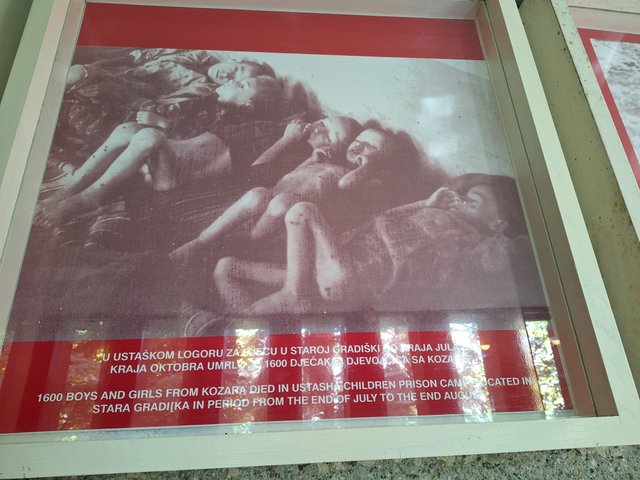 U USTAŠKOM LOGORU ZA DJECU U STAROJ GRADIŠKI OD KRAJA JULA DO
KRAJA OKTOBRA UMRLO JE 1600 DJEČAKA I DJEVOJČICA SA KOZARE
1600 BOYS AND GIRLS FROM KOZARA DIED IN USTASHA CHILDREN PRISON CAMP LOCATED IN
STARA GRADI[KA IN PERIOD FROM THE END OF JULY TO THE END AUGUST